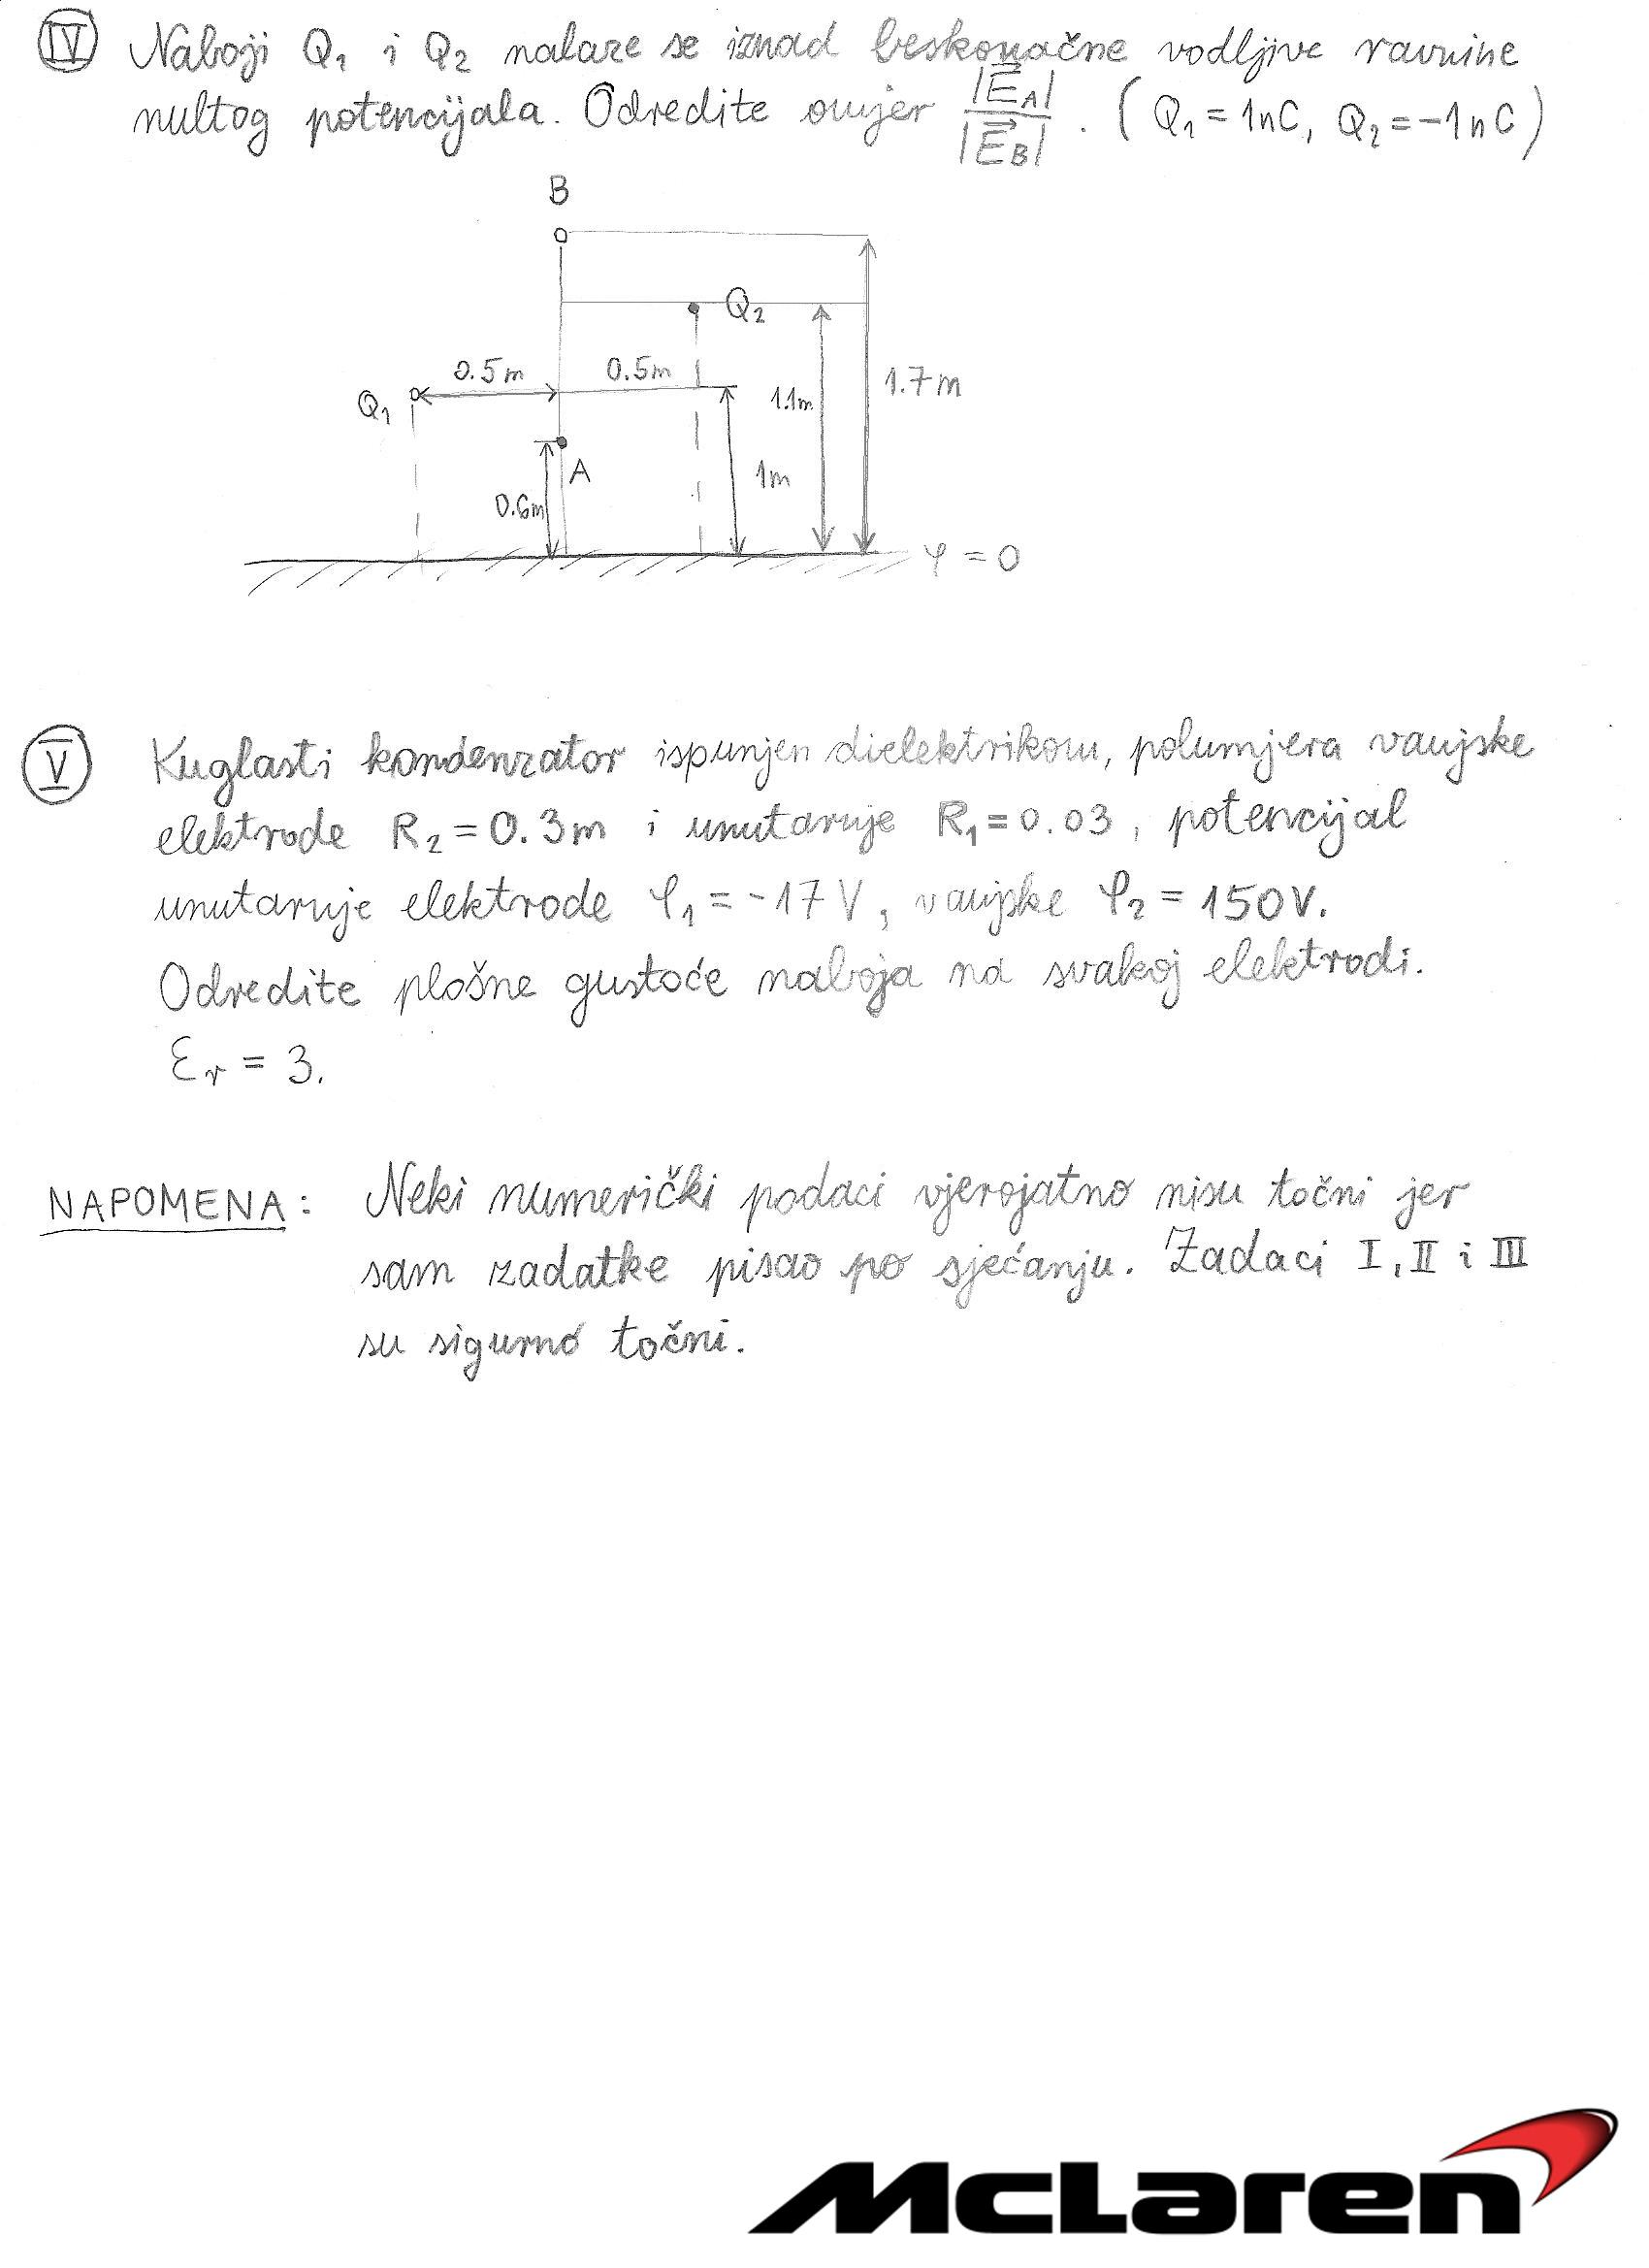 IV Naboji Q₁ i Q₂ nalaze se iznad beskonačne vodljive ravnine
nultog potencijala. Odredite omjer |E⃗A| / |E⃗B| . (Q₁ = 1nC, Q₂ = -1nC)
B
Q₂
0.5m 0.5m
Q₁
1.1m
1.7m
A
1m
0.6m
φ = 0
V Kuglasti kondenzator ispunjen dielektrikom, polumjera vanjske
elektrode R₂ = 0.3m i unutarnje R₁ = 0.03, potencijal
unutarnje elektrode φ₁ = -17V, vanjske φ₂ = 150V.
Odredite plošne gustoće naboja na svakoj elektrodi.
εr = 3.
NAPOMENA: Neki numerički podaci vjerojatno nisu točni jer
sam zadatke pisao po sjećanju. Zadaci I, II i III
su sigurno točni.
McLaren